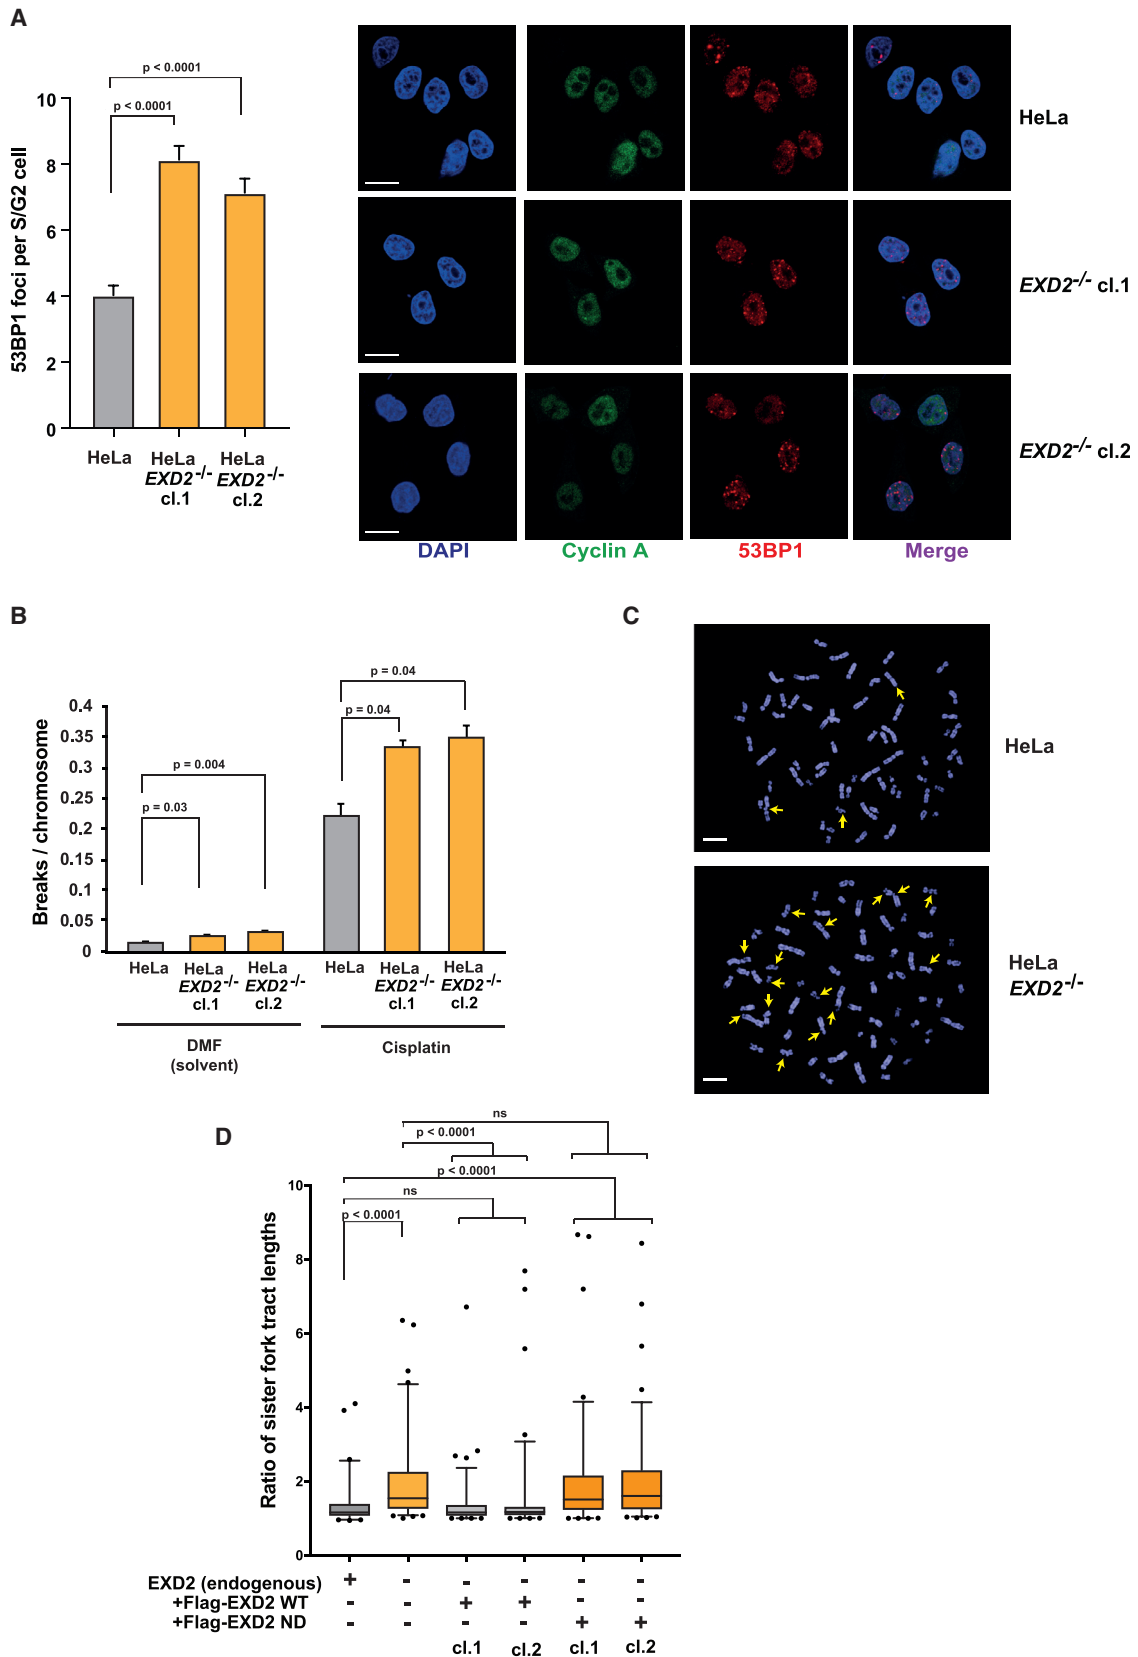 A
p < 0.0001
p < 0.0001
10
8
6
4
2
0
53BP1 foci per S/G2 cell
HeLa
HeLa
EXD2-/-
cl.1
HeLa
EXD2-/-
cl.2
HeLa
EXD2-/- cl.1
EXD2-/- cl.2
DAPI
Cyclin A
53BP1
Merge
B
p = 0.04
p = 0.04
p = 0.004
p = 0.03
0.4
0.35
0.3
0.25
0.2
0.15
0.1
0.05
0
Breaks / chromosome
HeLa
HeLa
EXD2-/-
cl.1
HeLa
EXD2-/-
cl.2
HeLa
HeLa
EXD2-/-
cl.1
HeLa
EXD2-/-
cl.2
DMF
(solvent)
Cisplatin
C
HeLa
HeLa
EXD2-/-
D
ns
p < 0.0001
p < 0.0001
ns
p < 0.0001
10
8
6
4
2
0
Ratio of sister fork tract lengths
EXD2 (endogenous) + - - - - -
+Flag-EXD2 WT - - + + - -
+Flag-EXD2 ND - - - - + +
cl.1 cl.2 cl.1 cl.2